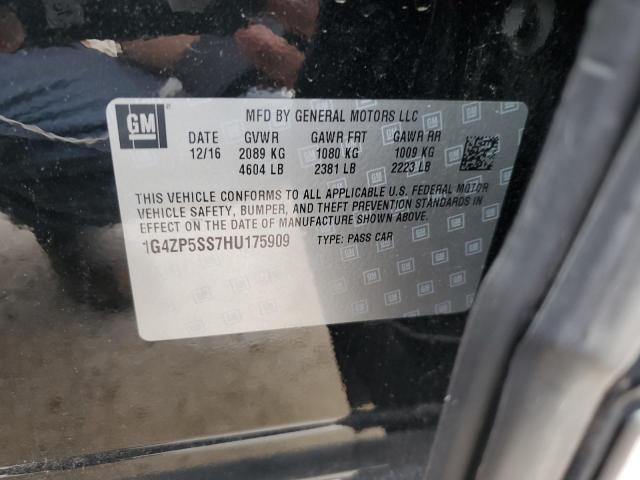 GM
MFD BY GENERAL MOTORS LLC
DATE GVWR GAWR FRT GAWR RR
12/16 2089 KG 1080 KG 1009 KG
4604 LB 2381 LB 2223 LB
THIS VEHICLE CONFORMS TO ALL APPLICABLE U.S. FEDERAL MOTOR
VEHICLE SAFETY, BUMPER, AND THEFT PREVENTION STANDARDS IN
EFFECT ON THE DATE OF MANUFACTURE SHOWN ABOVE.
1G4ZP5SS7HU175909 TYPE: PASS CAR